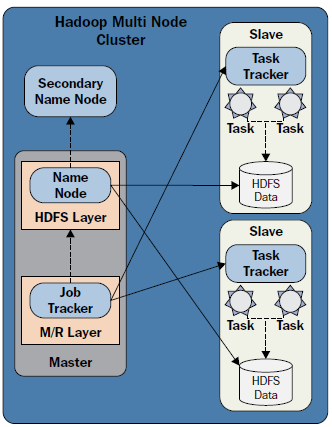 Hadoop Multi Node
Cluster
Secondary
Name Node
Name
Node
HDFS Layer
Job
Tracker
M/R Layer
Master
Slave
Task
Tracker
Task Task
HDFS
Data
Slave
Task
Tracker
Task Task
HDFS
Data